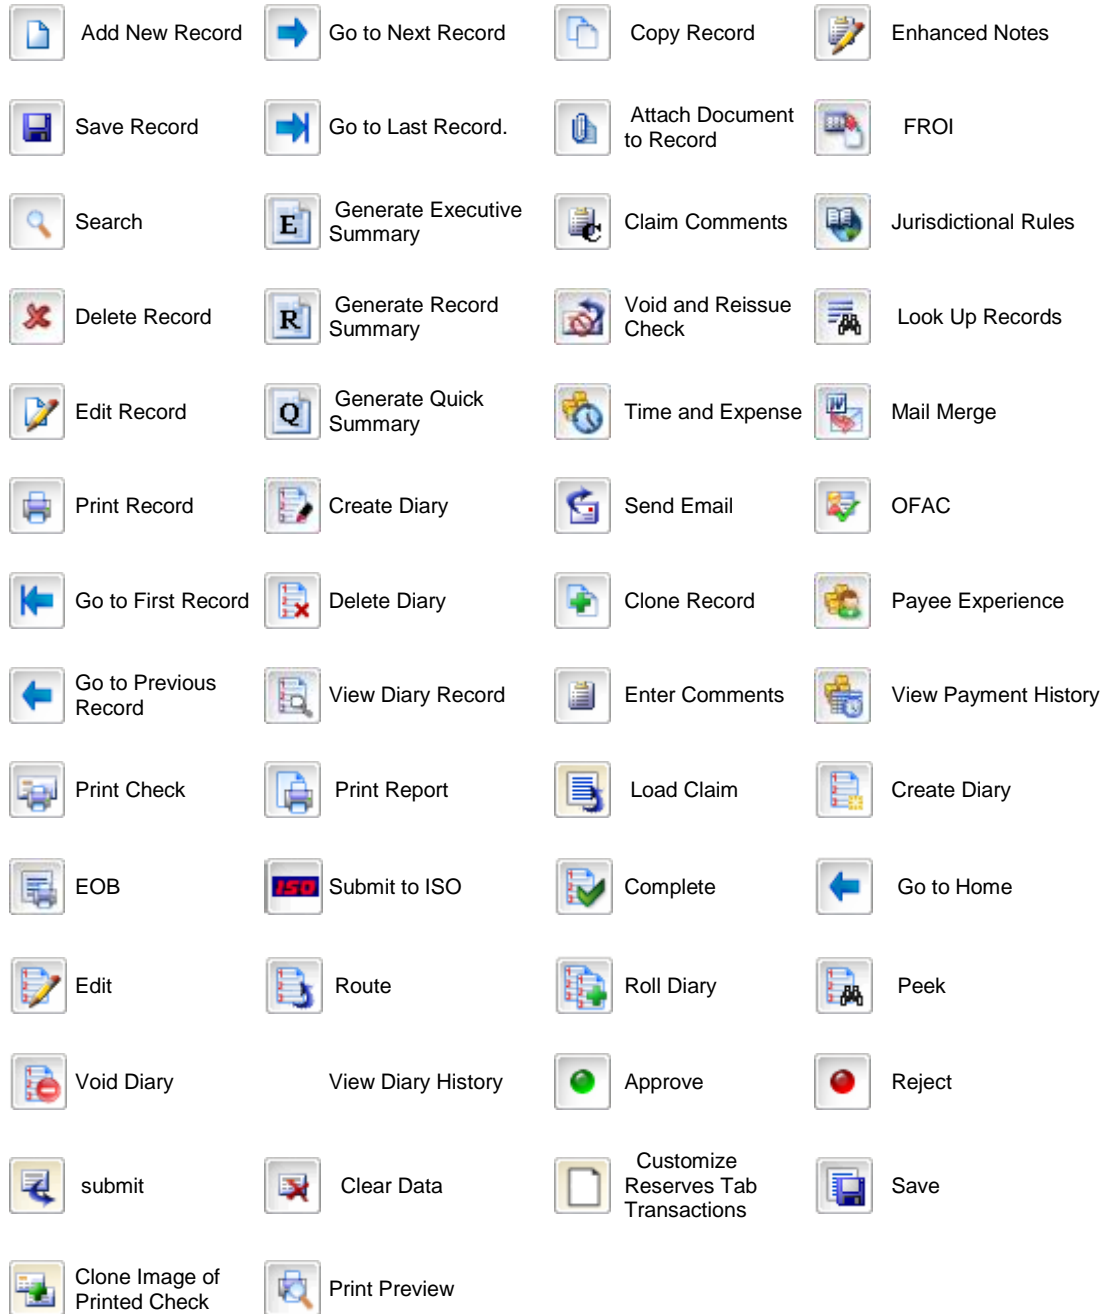 Add New Record
Go to Next Record
Copy Record
Enhanced Notes
Save Record
Go to Last Record.
Attach Document
to Record
FROI
Search
E
Generate Executive
Summary
C
Claim Comments
Jurisdictional Rules
Delete Record
R
Generate Record
Summary
Void and Reissue
Check
Look Up Records
Edit Record
Q
Generate Quick
Summary
Time and Expense
W
Mail Merge
Print Record
Create Diary
Send Email
OFAC
Go to First Record
Delete Diary
Clone Record
Payee Experience
Go to Previous
Record
View Diary Record
Enter Comments
View Payment History
Print Check
Print Report
Load Claim
Create Diary
EOB
ISO
Submit to ISO
Complete
Go to Home
Edit
Route
Roll Diary
Peek
Void Diary
View Diary History
Approve
Reject
submit
Clear Data
Customize
Reserves Tab
Transactions
Save
Clone Image of
Printed Check
Print Preview